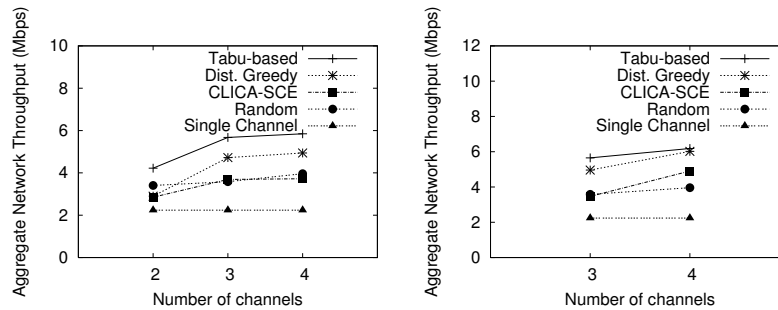 Aggregate Network Throughput (Mbps)
10
8
6
4
2
0
2
3
4
Number of channels
Tabu-based
Dist. Greedy
CLICA-SCE
Random
Single Channel
Aggregate Network Throughput (Mbps)
12
10
8
6
4
2
0
3
4
Number of channels
Tabu-based
Dist. Greedy
CLICA-SCE
Random
Single Channel